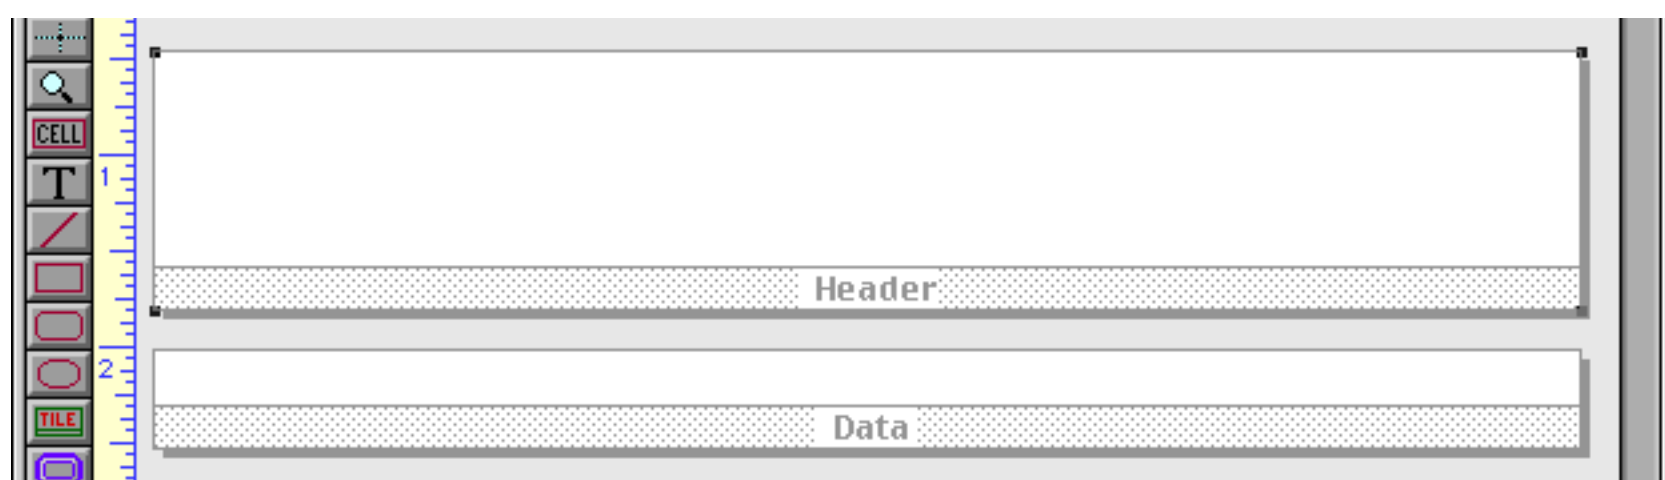 CELL
T
1
Header
2
TILE
Data